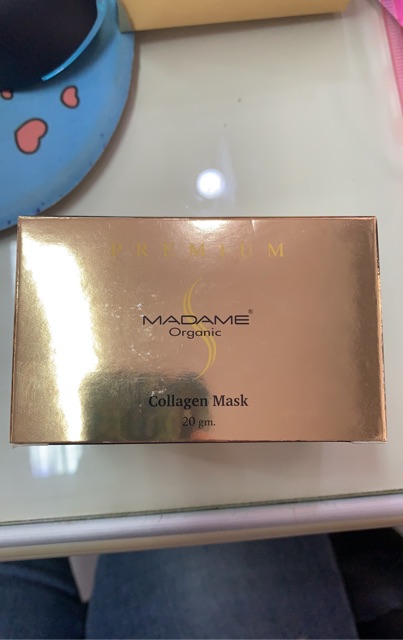 PREMIUM
MADAME®
Organic
Collagen Mask
20 gm.